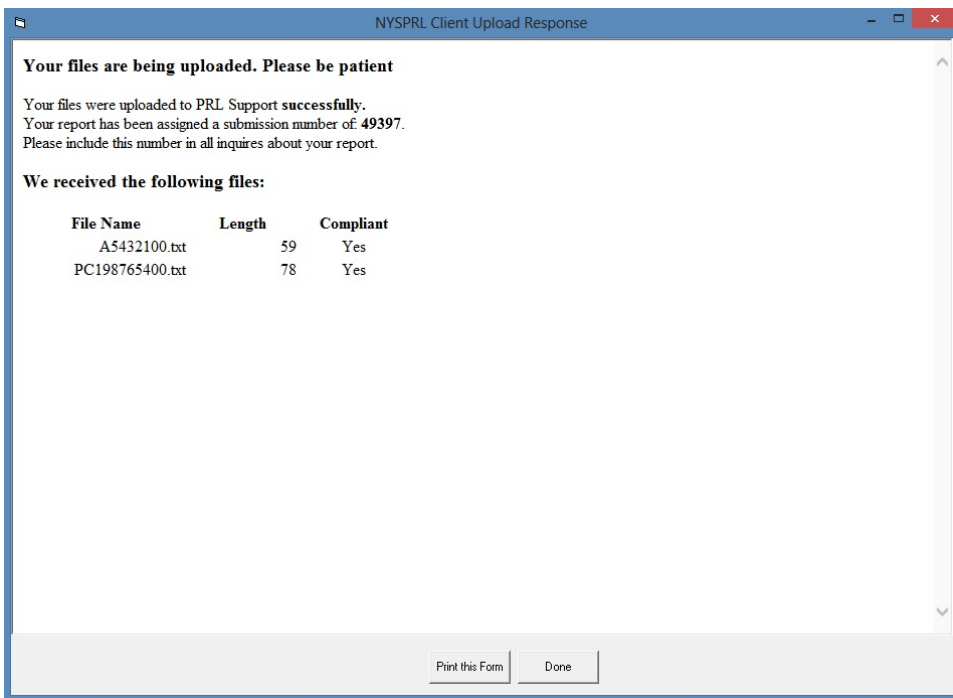 NYSPRL Client Upload Response
Your files are being uploaded. Please be patient
Your files were uploaded to PRL Support successfully.
Your report has been assigned a submission number of: 49397.
Please include this number in all inquires about your report.
We received the following files:
File Name Length Compliant
A5432100.txt 59 Yes
PC198765400.txt 78 Yes
Print this Form Done